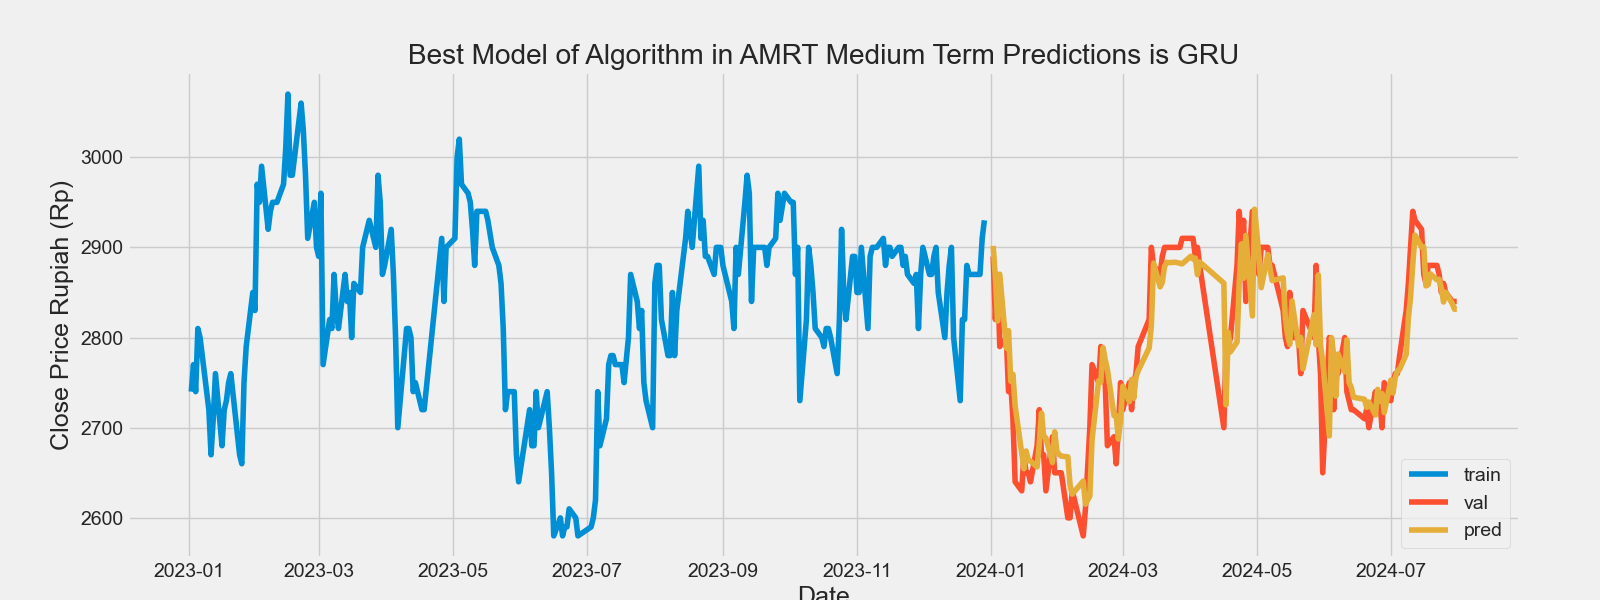 Best Model of Algorithm in AMRT Medium Term Predictions is GRU
Close Price Rupiah (Rp)
3000
2900
2800
2700
2600
train
val
pred
2023-01 2023-03 2023-05 2023-07 2023-09 2023-11 2024-01 2024-03 2024-05 2024-07
Date